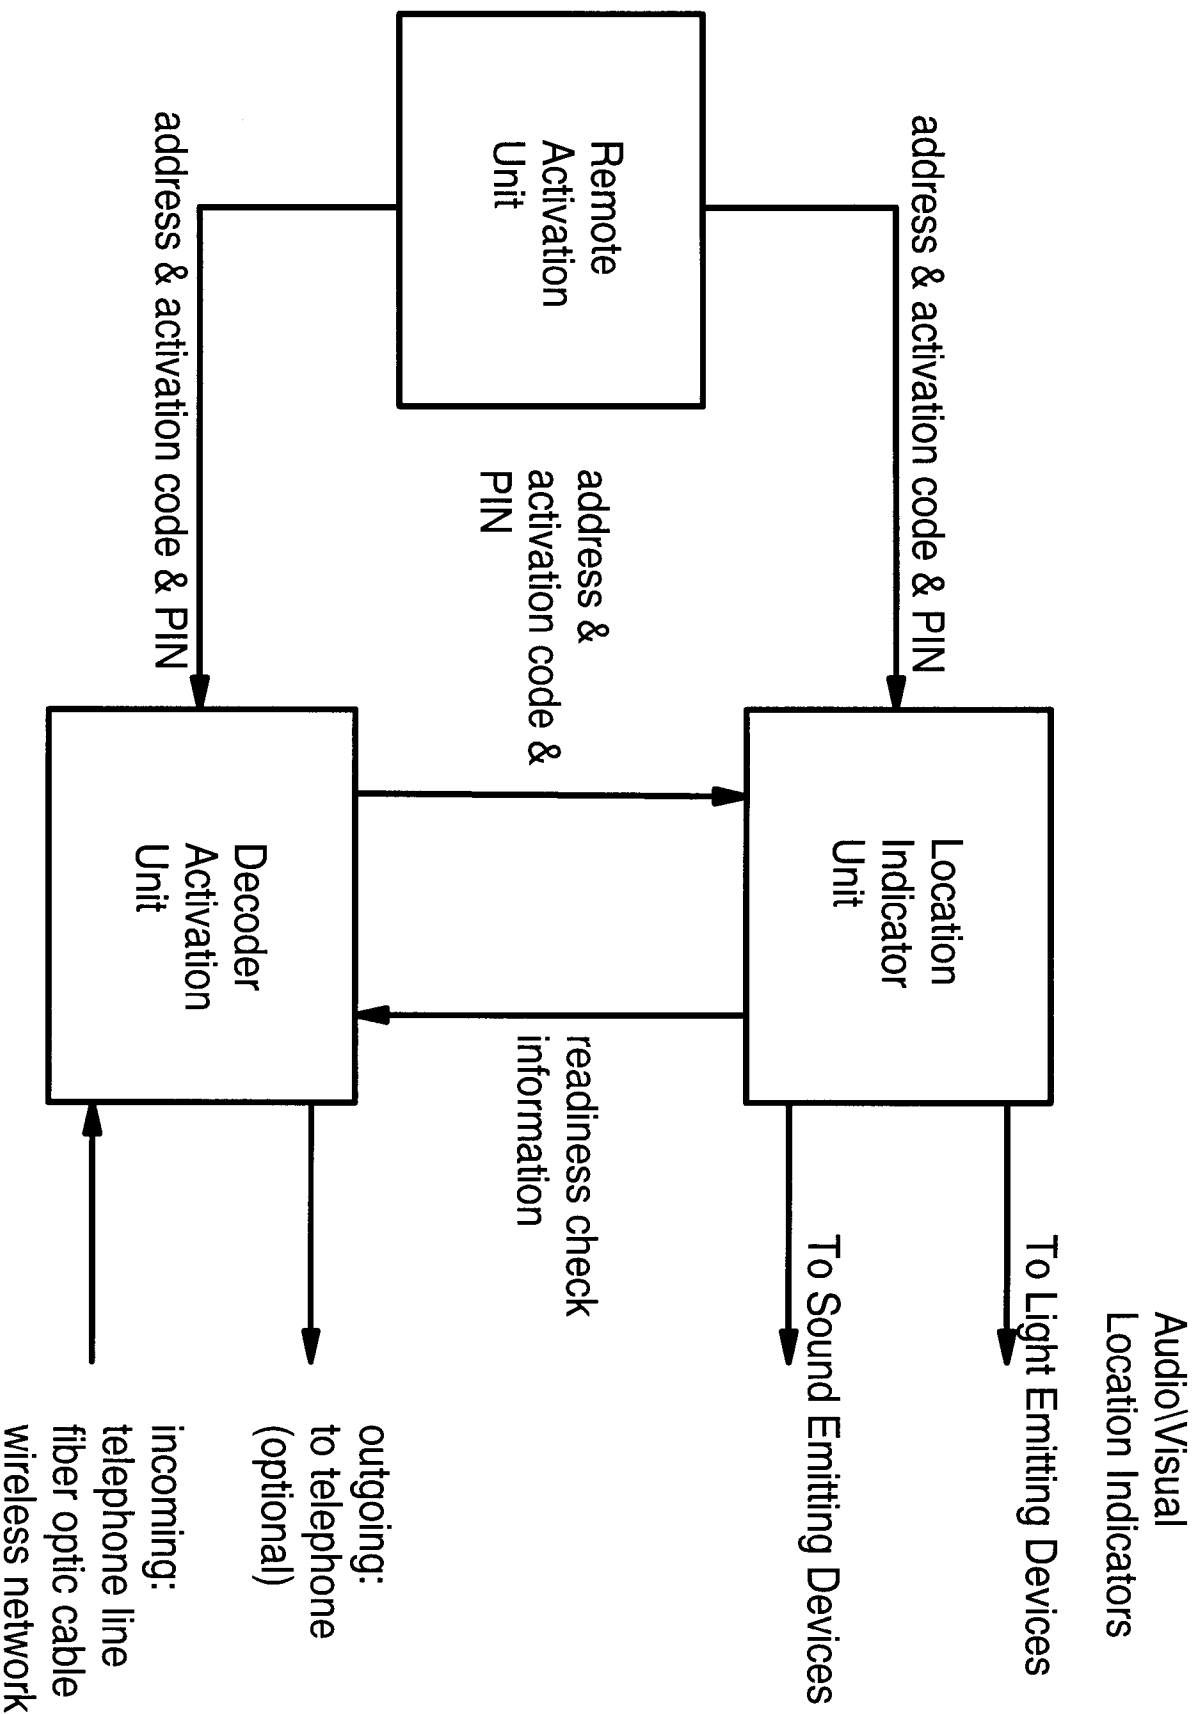 Audio\Visual
Location Indicators
address & activation code & PIN
To Light Emitting Devices
Location
Indicator
Unit
To Sound Emitting Devices
Remote
Activation
Unit
address &
activation code &
PIN
readiness check
information
outgoing:
to telephone
(optional)
Decoder
Activation
Unit
address & activation code & PIN
incoming:
telephone line
fiber optic cable
wireless network